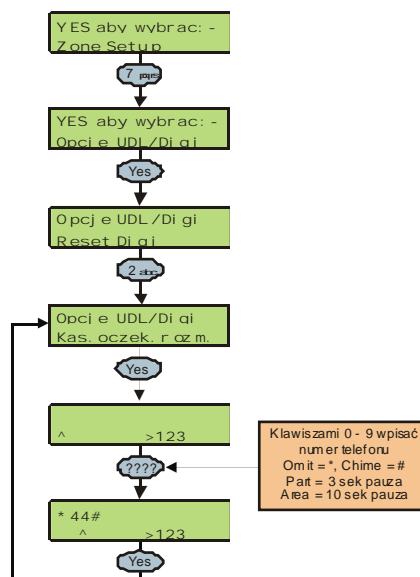 YES aby wybrac: -
Zone Setup
7 pqrs
YES aby wybrac: -
Opcje UDL/Digi
Yes
Opcje UDL/Digi
Reset Digi
2 abc
Opcje UDL/Digi
Kas. oczek. rozm.
Yes
^ >123
????
Klawiszami 0 - 9 wpisać
numer telefonu
Omit = *, Chime = #
Part = 3 sek pauza
Area = 10 sek pauza
* 44#
^ >123
Yes